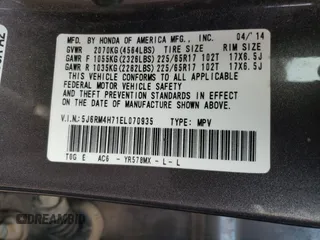 MFD. BY HONDA OF AMERICA MFG., INC. 04/'14
GVWR 2070KG(4564LBS) TIRE SIZE RIM SIZE
GAWR F 1055KG(2326LBS) 225/65R17 102T 17X6.5J
GAWR R 1035KG(2282LBS) 225/65R17 102T 17X6.5J
THIS VEHICLE CONFORMS TO ALL APPLICABLE
FEDERAL MOTOR VEHICLE SAFETY AND THEFT
PREVENTION STANDARDS IN EFFECT ON THE DATE
OF MANUFACTURE SHOWN ABOVE.
V.I.N.:5J6RM4H71EL070935 TYPE: MPV
T0G E AC6 - YR578MX - L - L
DREAMBID